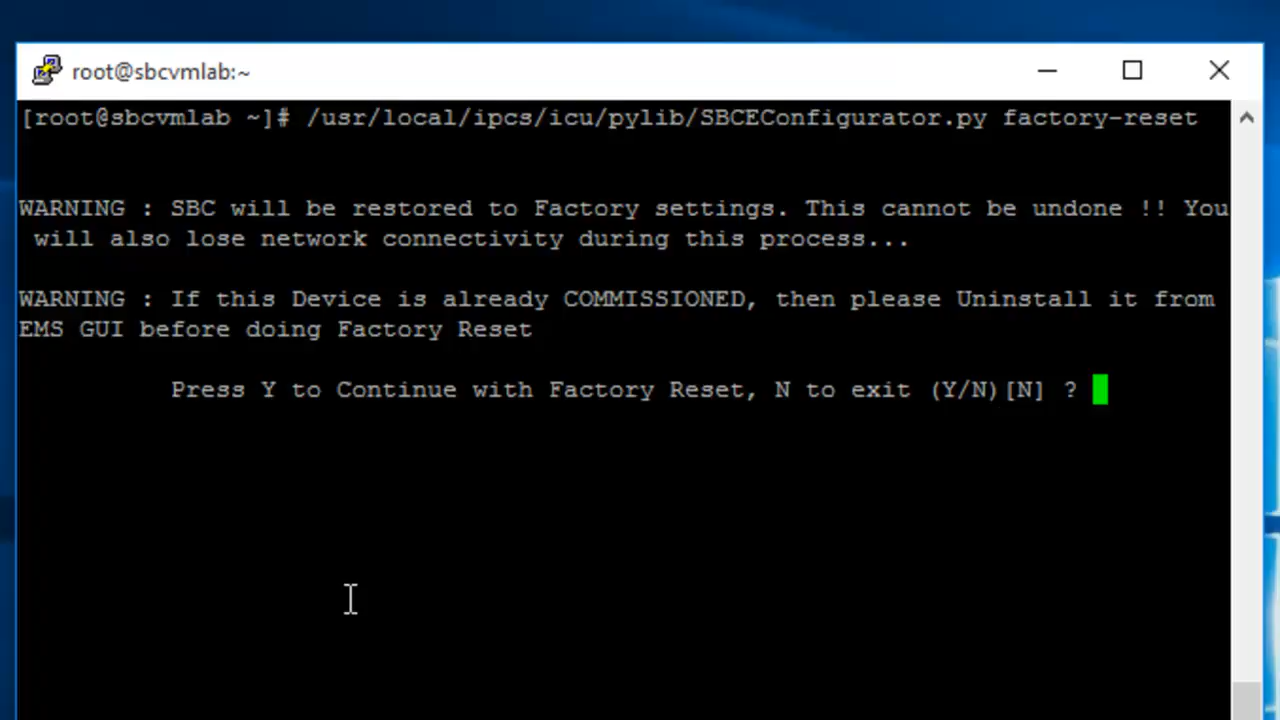 root@sbcvmlab:~
[root@sbcvmlab ~]# /usr/local/ipcs/icu/pylib/SBCEConfigurator.py factory-reset
WARNING : SBC will be restored to Factory settings. This cannot be undone !! You
will also lose network connectivity during this process...
WARNING : If this Device is already COMMISSIONED, then please Uninstall it from
EMS GUI before doing Factory Reset
Press Y to Continue with Factory Reset, N to exit (Y/N)[N] ?